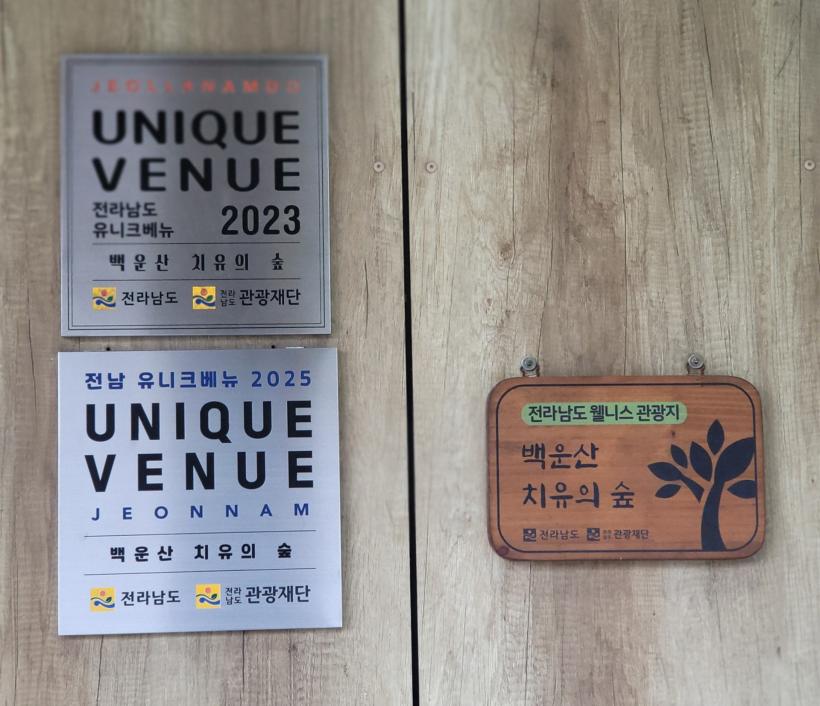 JEOLLANAMDO
UNIQUE
VENUE
전라남도
유니크베뉴
2023
백운산 치유의 숲
전라남도 전라남도 관광재단
전남 유니크베뉴 2025
UNIQUE
VENUE
JEONNAM
백운산 치유의 숲
전라남도 전라남도 관광재단
전라남도 웰니스 관광지
백운산
치유의 숲
전라남도 관광재단